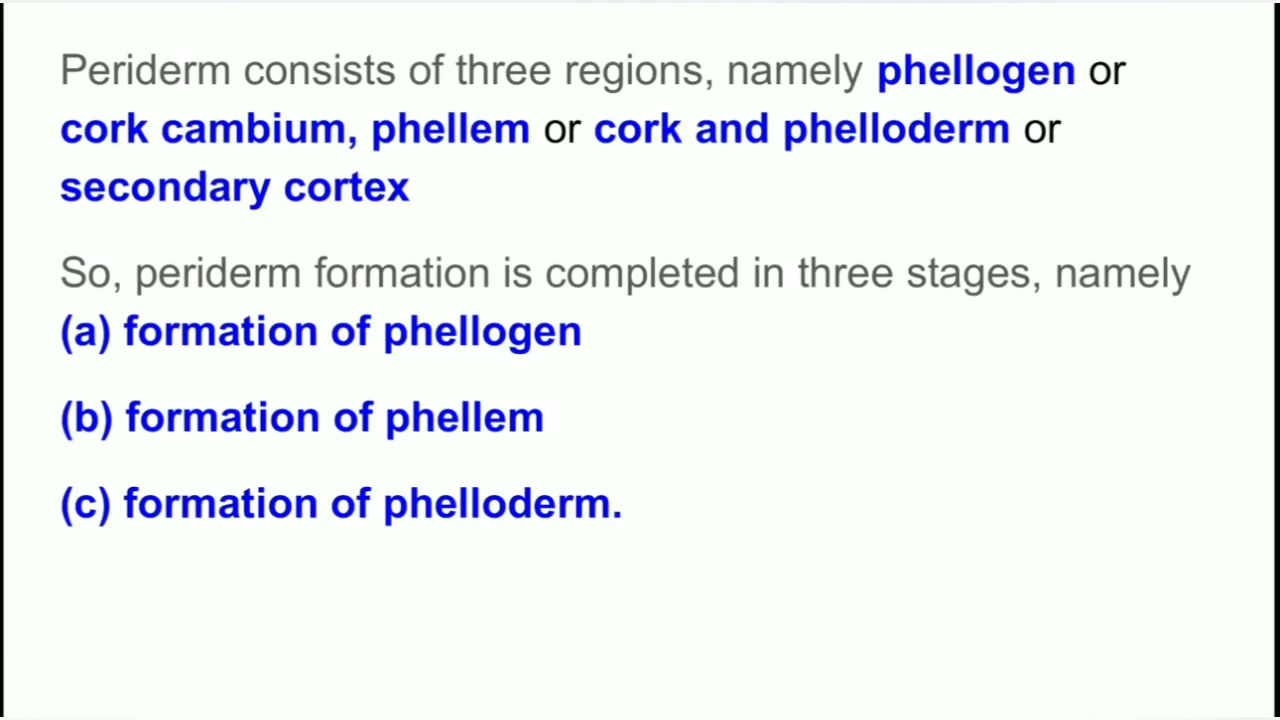 Periderm consists of three regions, namely phellogen or
cork cambium, phellem or cork and phelloderm or
secondary cortex
So, periderm formation is completed in three stages, namely
(a) formation of phellogen
(b) formation of phellem
(c) formation of phelloderm.